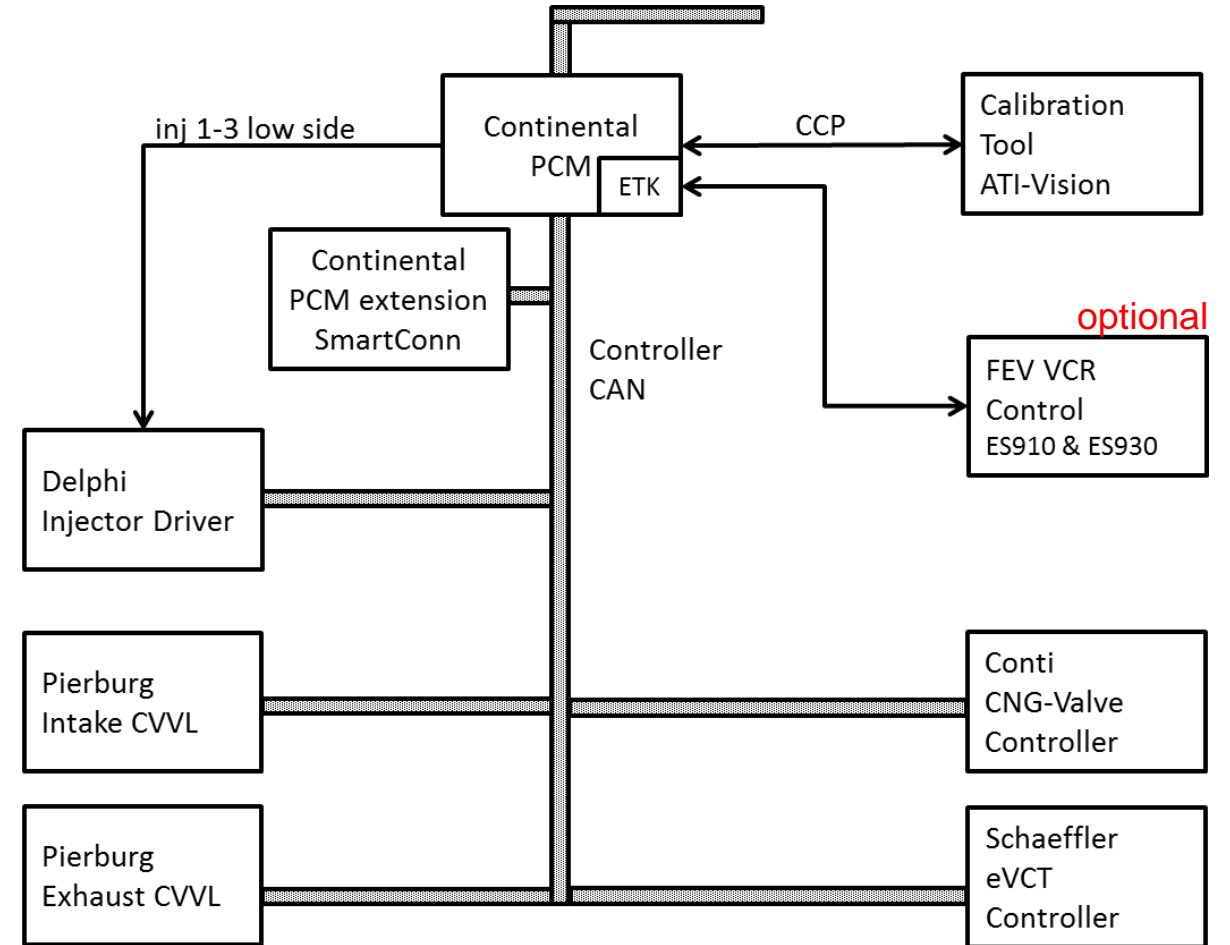 inj 1-3 low side
Continental
PCM
ETK
CCP
Calibration
Tool
ATI-Vision
Continental
PCM extension
SmartConn
Controller
CAN
optional
FEV VCR
Control
ES910 & ES930
Delphi
Injector Driver
Pierburg
Intake CVVL
Conti
CNG-Valve
Controller
Pierburg
Exhaust CVVL
Schaeffler
eVCT
Controller